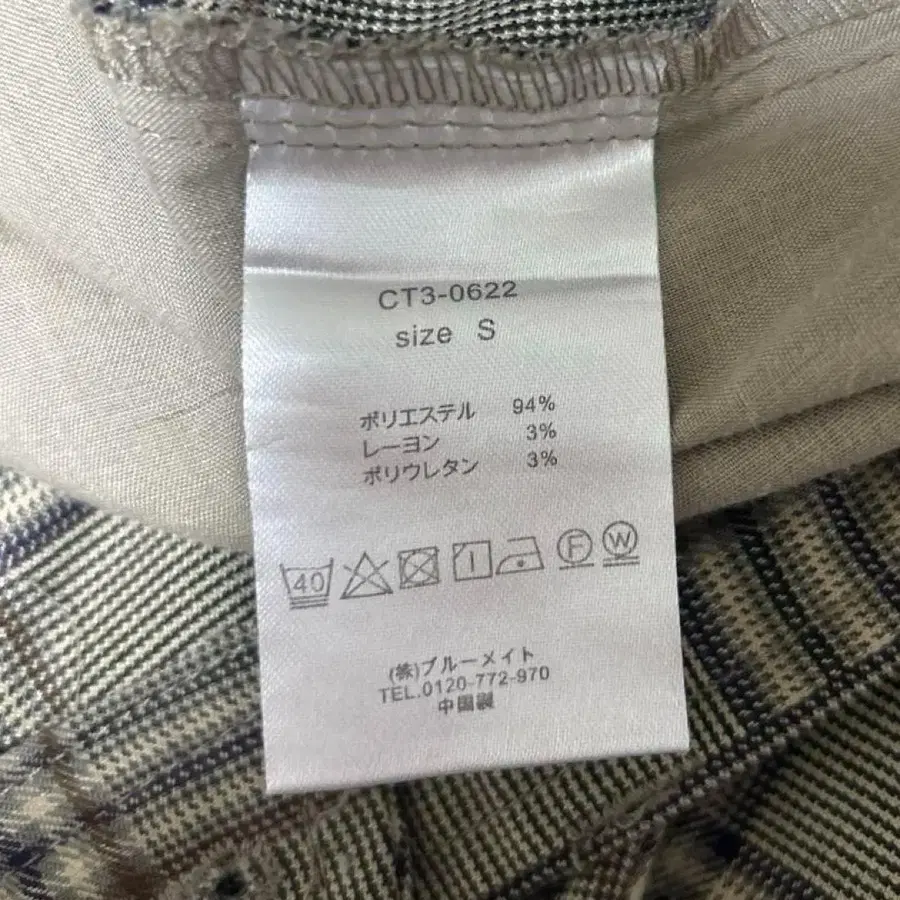 CT3-0622
size S
ポリエステル 94%
レーヨン 3%
ポリウレタン 3%
40 F W
(株)ブルーメイト
TEL.0120-772-970
中国製